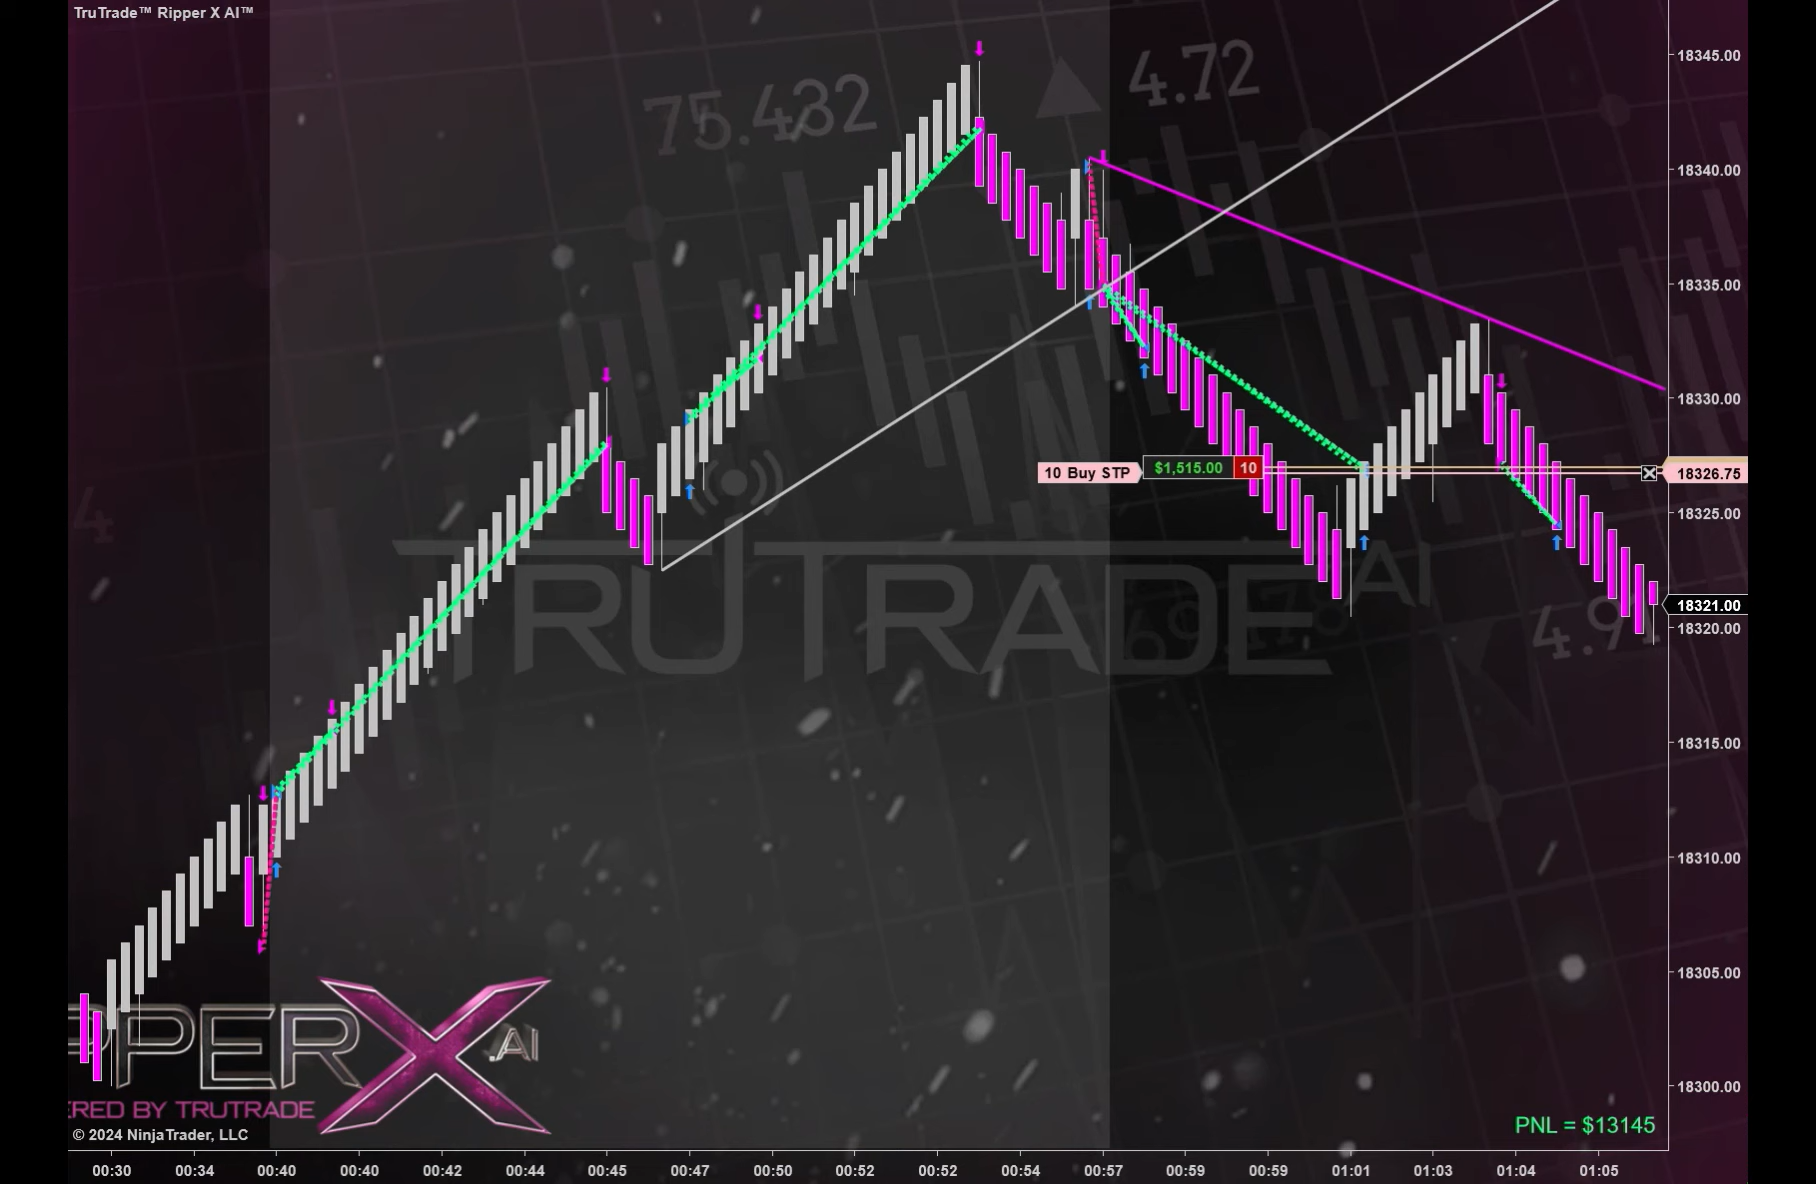 TruTrade™ Ripper X AI™
75.432
4.72
18345.00
18340.00
18335.00
18330.00
10 Buy STP
$1,515.00
10
18326.75
18325.00
TRUTRADE AI
18321.00
18320.00
4.91
18315.00
18310.00
18305.00
18300.00
PPERX.AI
ERED BY TRUTRADE
© 2024 NinjaTrader, LLC
PNL = $13145
00:30 00:34 00:40 00:40 00:42 00:44 00:45 00:47 00:50 00:52 00:52 00:54 00:57 00:59 00:59 01:01 01:03 01:04 01:05